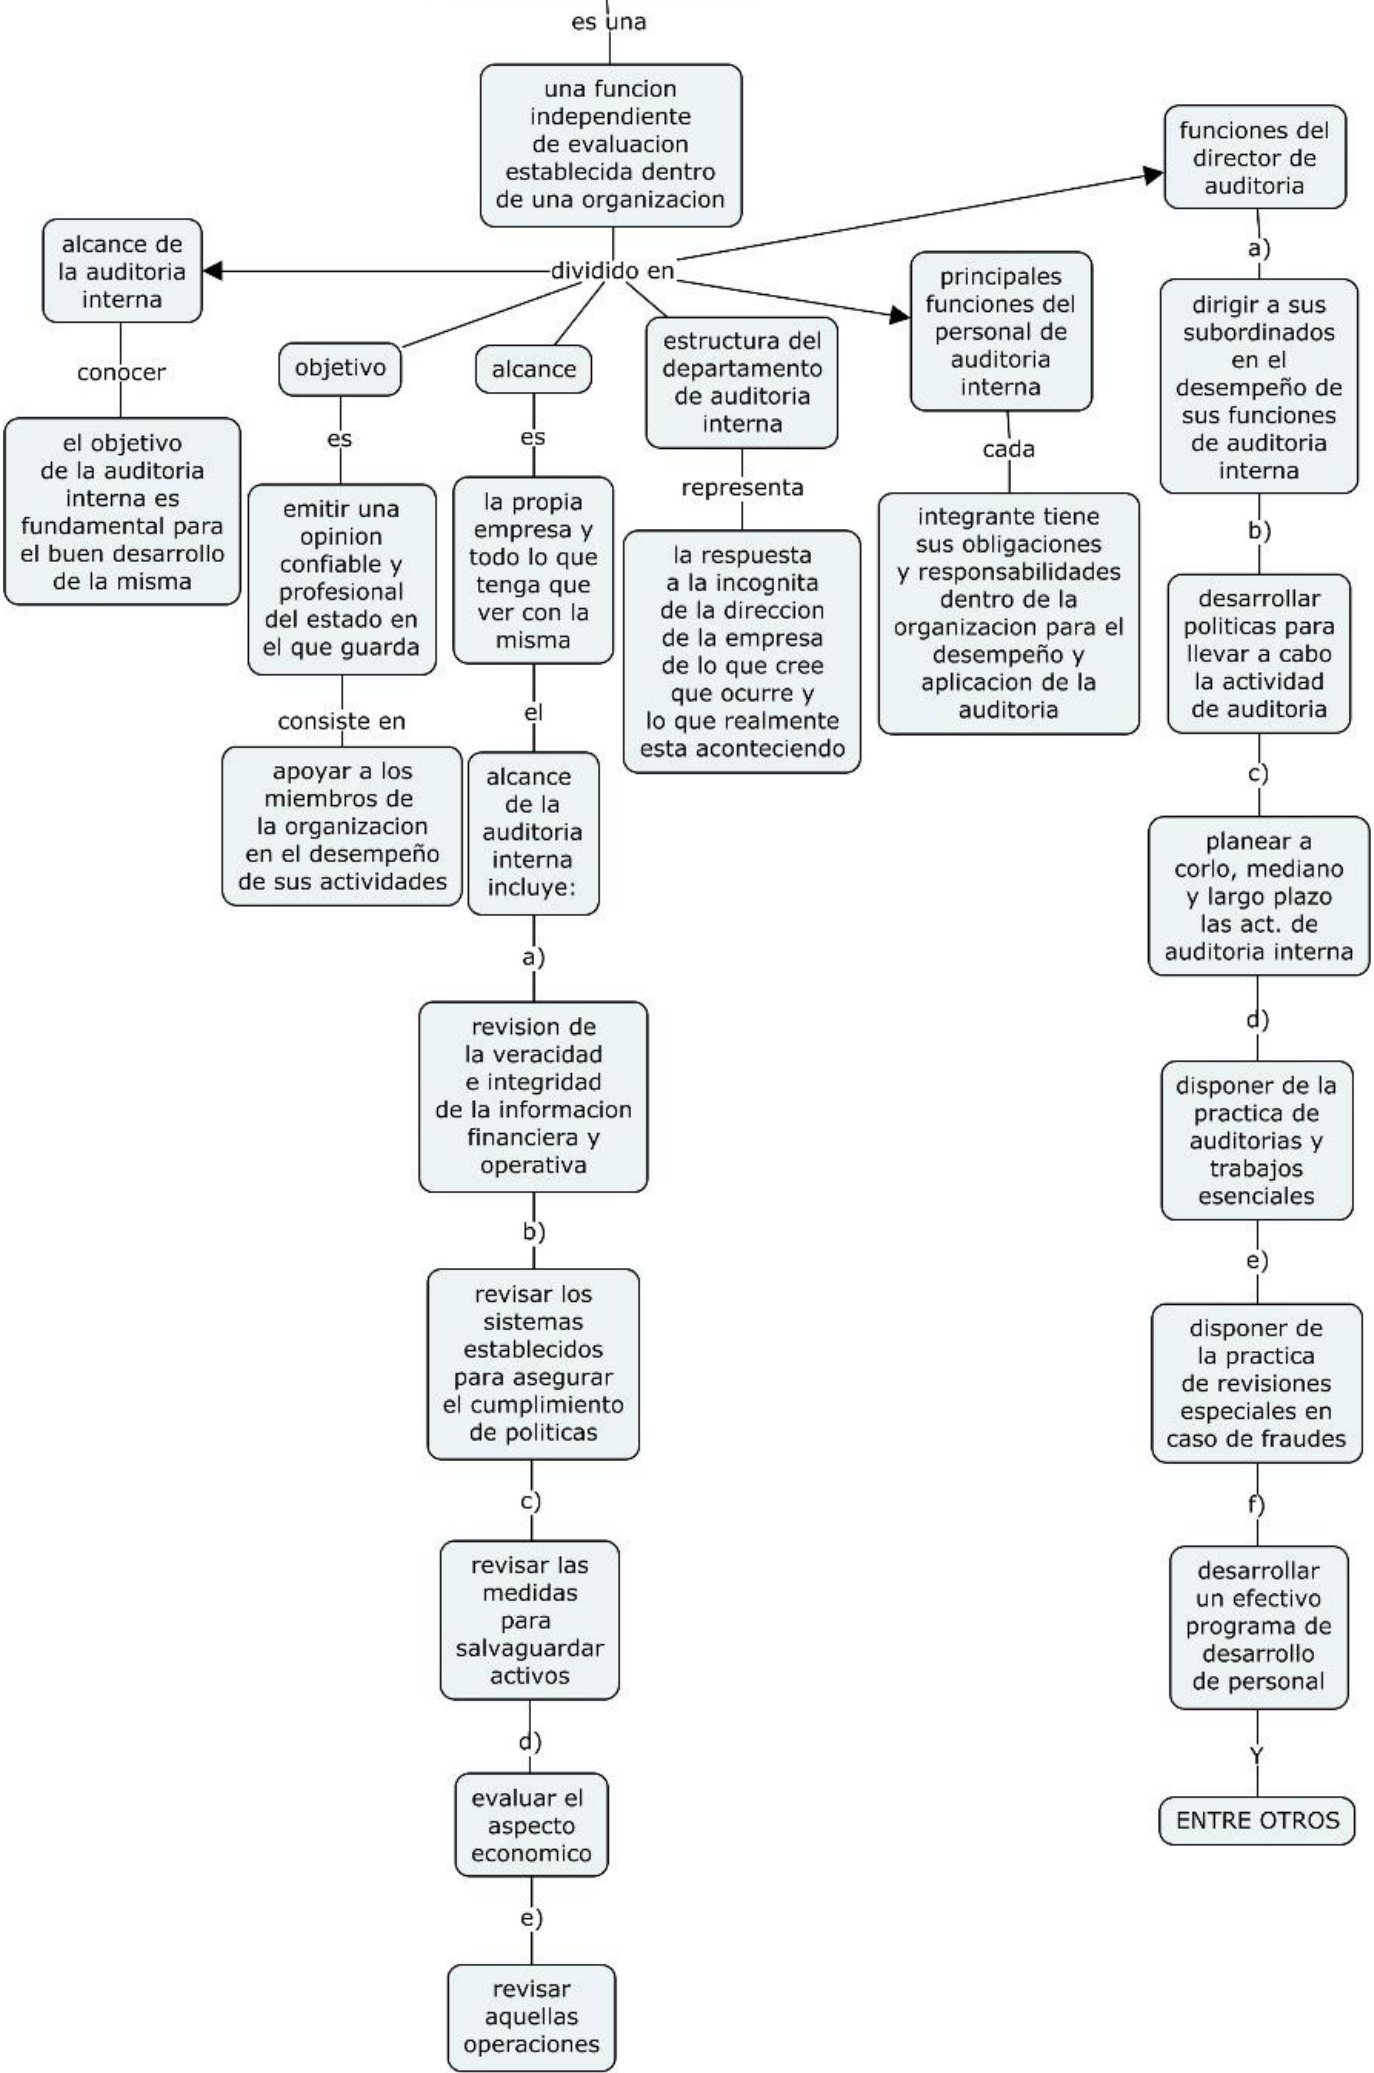 es una
una funcion
independiente
de evaluacion
establecida dentro
de una organizacion
dividido en
alcance de
la auditoria
interna
conocer
el objetivo
de la auditoria
interna es
fundamental para
el buen desarrollo
de la misma
objetivo
es
emitir una
opinion
confiable y
profesional
del estado en
el que guarda
consiste en
apoyar a los
miembros de
la organizacion
en el desempeño
de sus actividades
alcance
es
la propia
empresa y
todo lo que
tenga que
ver con la
misma
el
alcance
de la
auditoria
interna
incluye:
a)
revision de
la veracidad
e integridad
de la informacion
financiera y
operativa
b)
revisar los
sistemas
establecidos
para asegurar
el cumplimiento
de politicas
c)
revisar las
medidas
para
salvaguardar
activos
d)
evaluar el
aspecto
economico
e)
revisar
aquellas
operaciones
estructura del
departamento
de auditoria
interna
representa
la respuesta
a la incognita
de la direccion
de la empresa
de lo que cree
que ocurre y
lo que realmente
esta aconteciendo
principales
funciones del
personal de
auditoria
interna
cada
integrante tiene
sus obligaciones
y responsabilidades
dentro de la
organizacion para el
desempeño y
aplicacion de la
auditoria
funciones del
director de
auditoria
a)
dirigir a sus
subordinados
en el
desempeño de
sus funciones
de auditoria
interna
b)
desarrollar
politicas para
llevar a cabo
la actividad
de auditoria
c)
planear a
corlo, mediano
y largo plazo
las act. de
auditoria interna
d)
disponer de la
practica de
auditorias y
trabajos
esenciales
e)
disponer de
la practica
de revisiones
especiales en
caso de fraudes
f)
desarrollar
un efectivo
programa de
desarrollo
de personal
Y
ENTRE OTROS